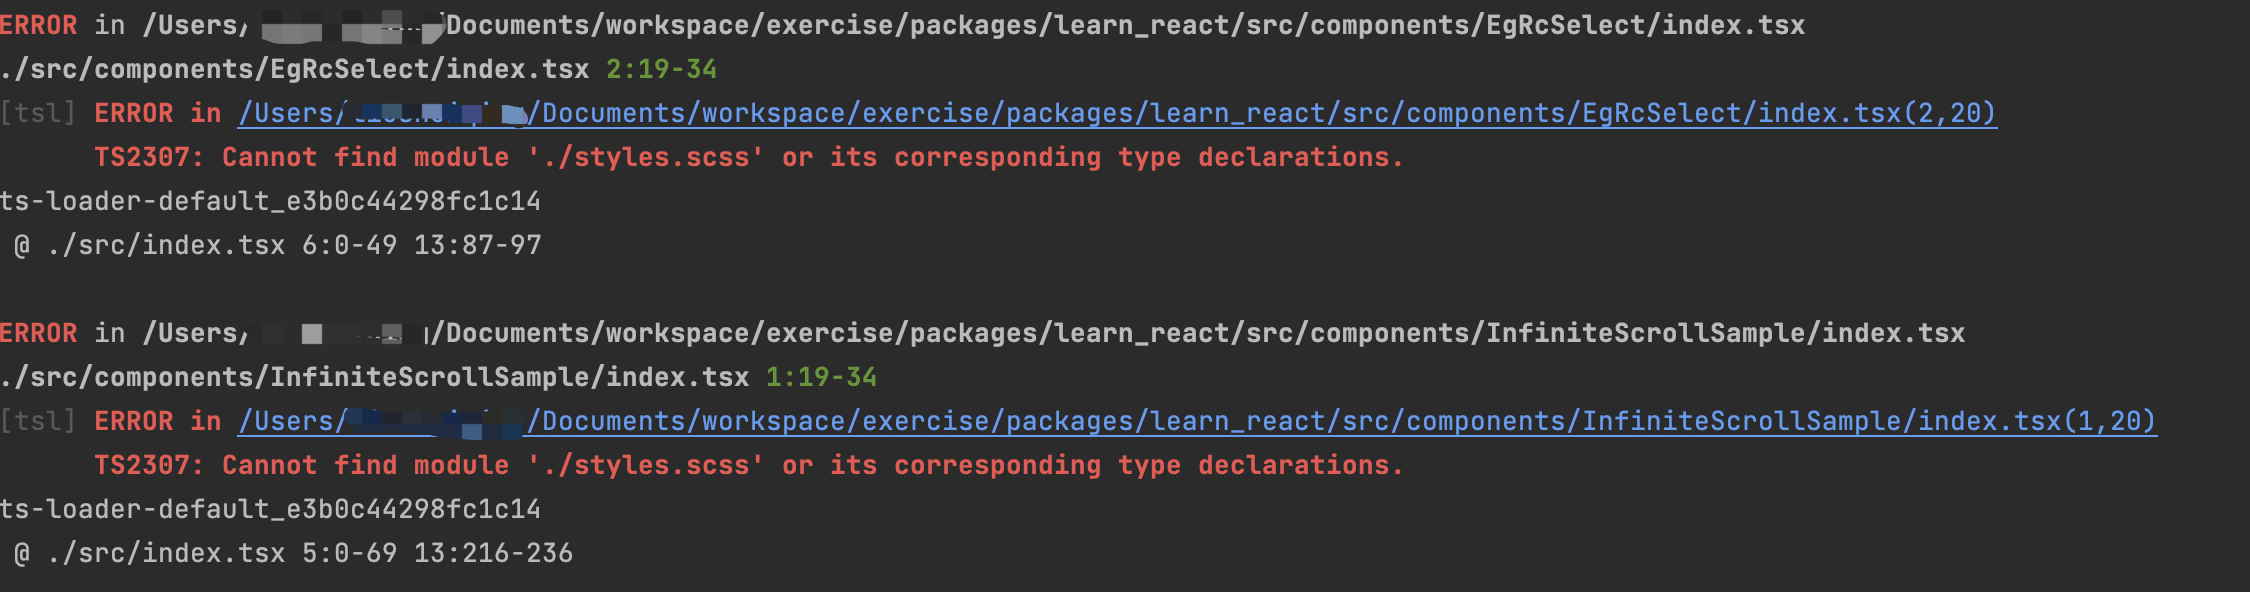 ERROR in /Users/ Documents/workspace/exercise/packages/learn_react/src/components/EgRcSelect/index.tsx
./src/components/EgRcSelect/index.tsx 2:19-34
[tsl] ERROR in /Users/ /Documents/workspace/exercise/packages/learn_react/src/components/EgRcSelect/index.tsx(2,20)
TS2307: Cannot find module './styles.scss' or its corresponding type declarations.
ts-loader-default_e3b0c44298fc1c14
@ ./src/index.tsx 6:0-49 13:87-97
ERROR in /Users/ /Documents/workspace/exercise/packages/learn_react/src/components/InfiniteScrollSample/index.tsx
./src/components/InfiniteScrollSample/index.tsx 1:19-34
[tsl] ERROR in /Users/ /Documents/workspace/exercise/packages/learn_react/src/components/InfiniteScrollSample/index.tsx(1,20)
TS2307: Cannot find module './styles.scss' or its corresponding type declarations.
ts-loader-default_e3b0c44298fc1c14
@ ./src/index.tsx 5:0-69 13:216-236